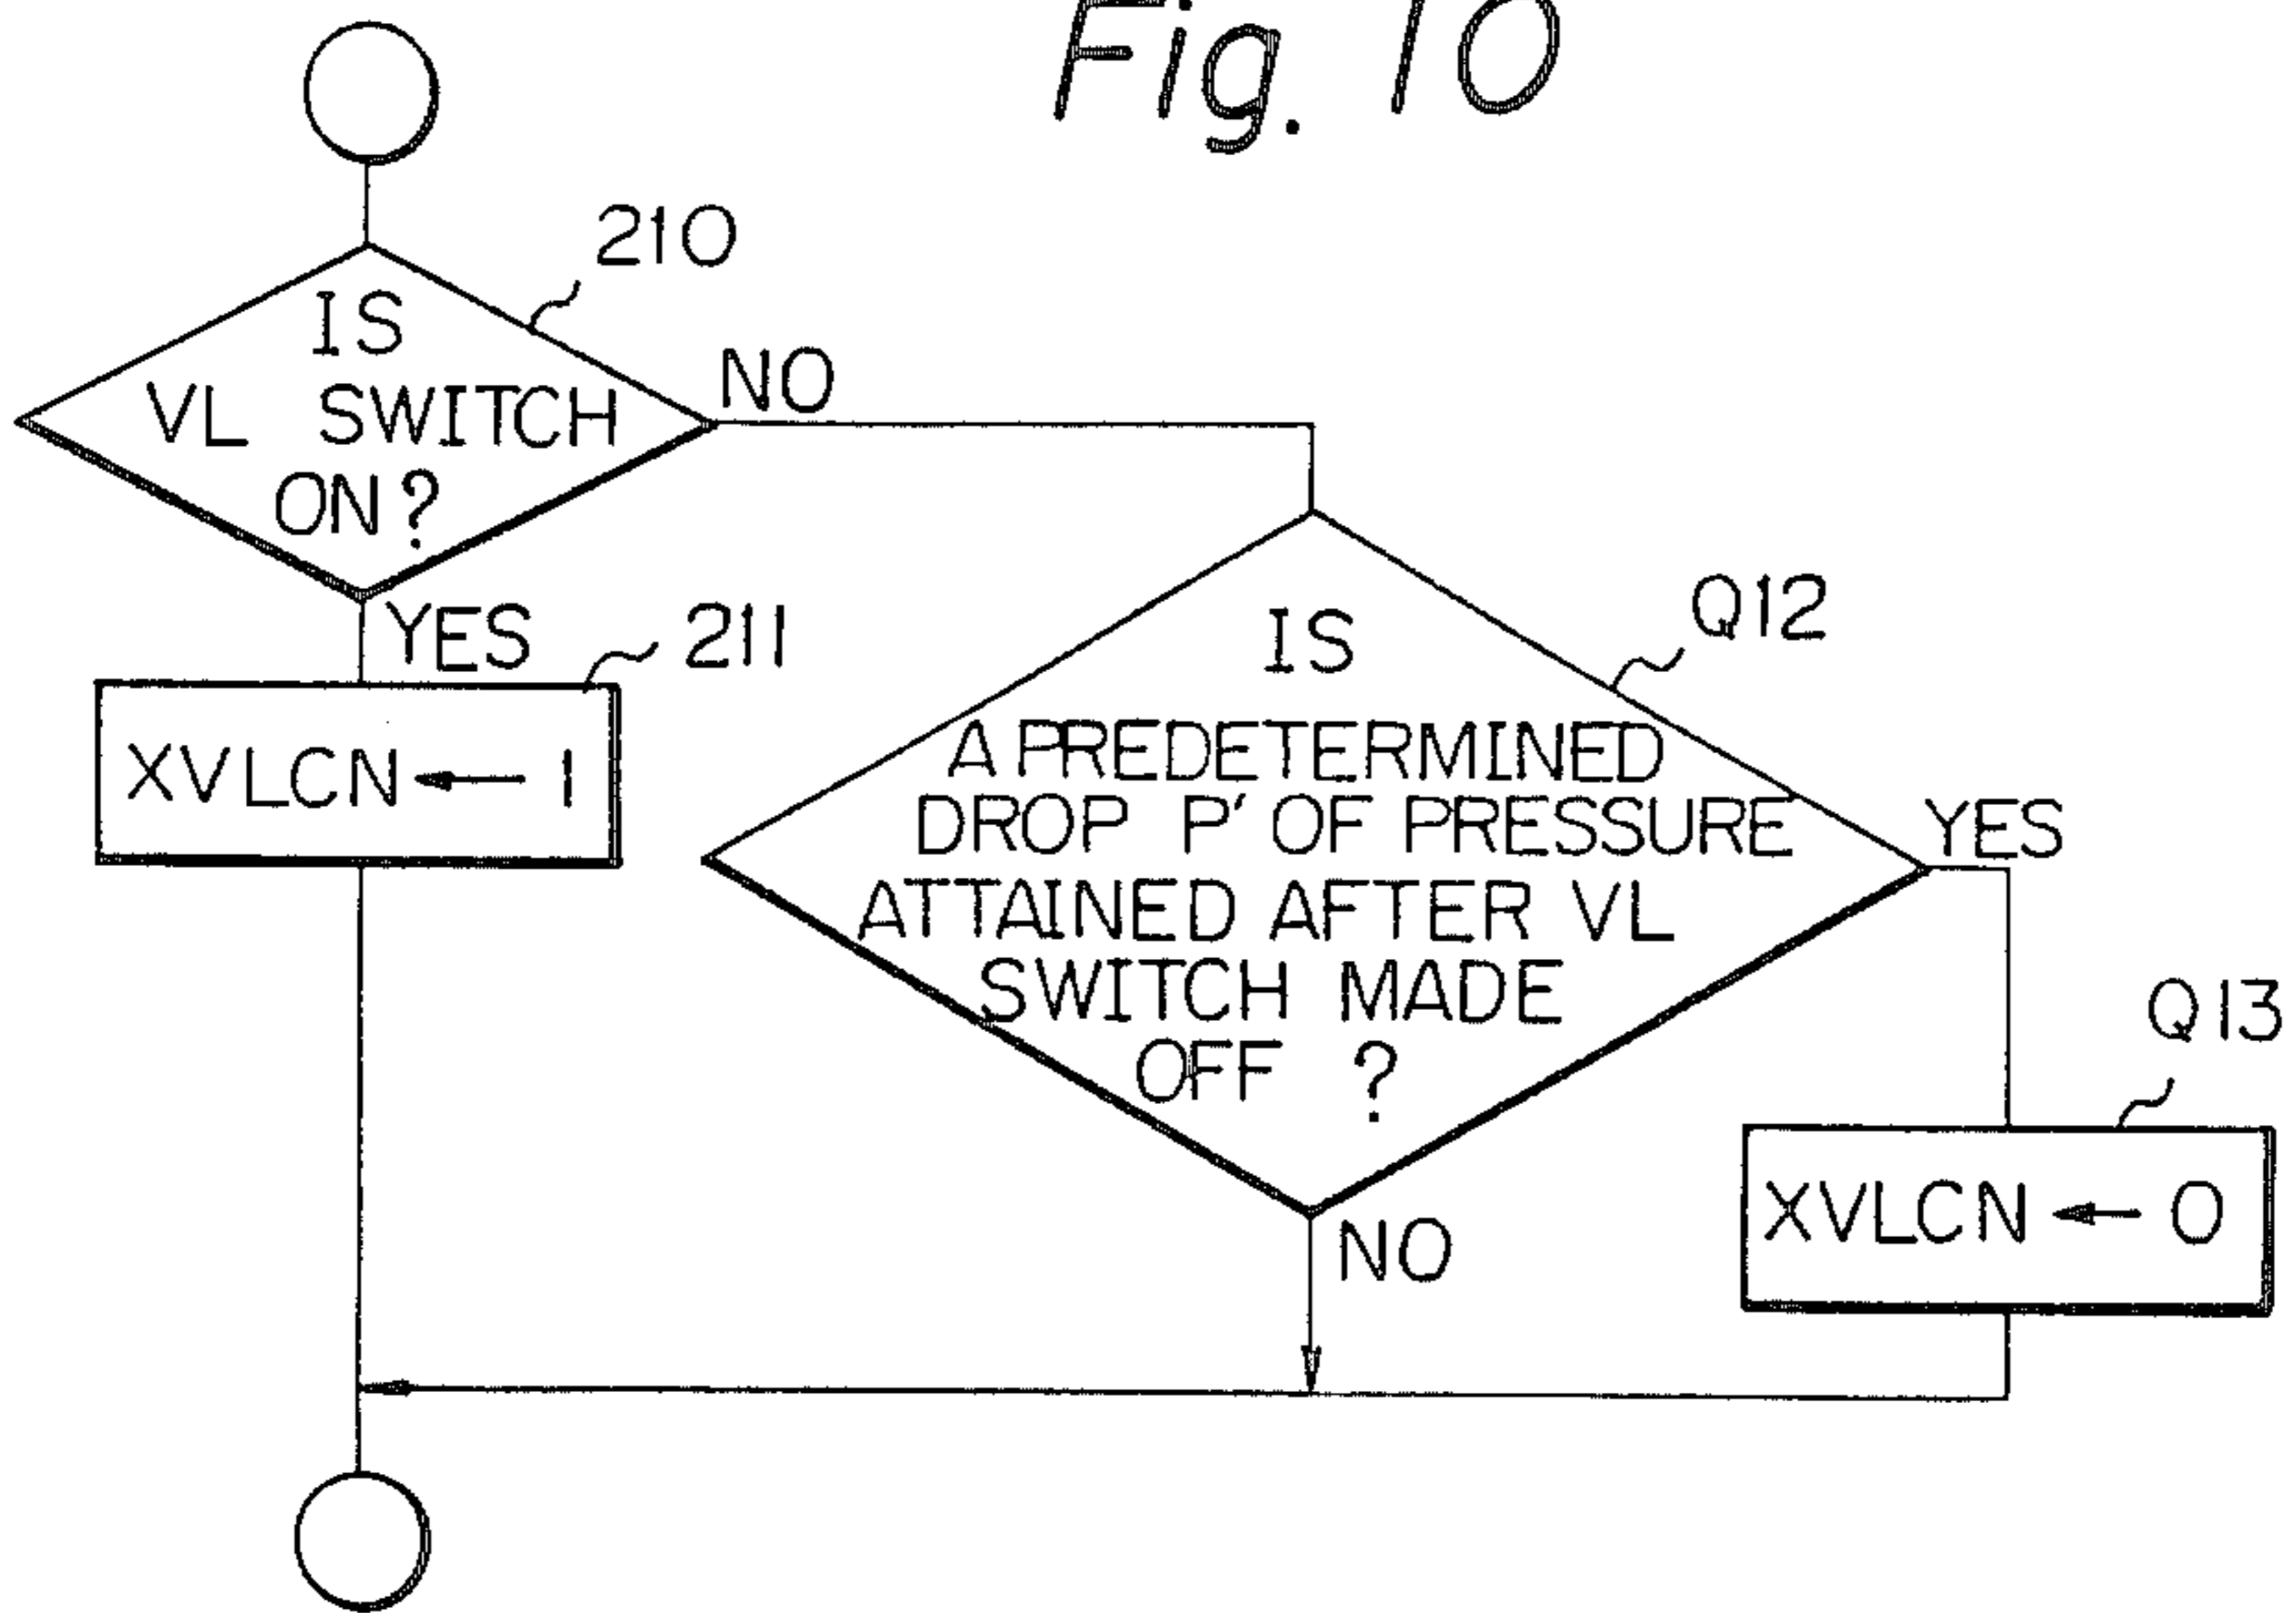 Fig. 10
210
IS
VL SWITCH
ON?
NO
YES
211
XVLCN ← 1
Q12
IS
A PREDETERMINED
DROP P' OF PRESSURE
ATTAINED AFTER VL
SWITCH MADE
OFF ?
YES
NO
Q13
XVLCN ← 0